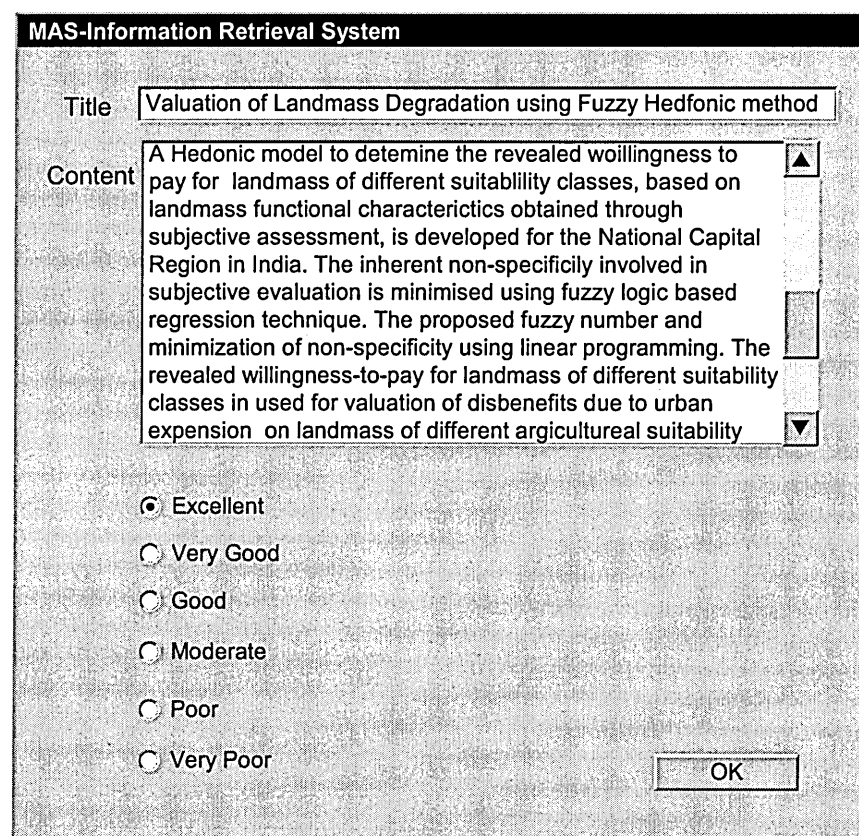 MAS-Information Retrieval System
Title Valuation of Landmass Degradation using Fuzzy Hedfonic method
Content A Hedonic model to detemine the revealed woillingness to
pay for landmass of different suitablility classes, based on
landmass functional characterictics obtained through
subjective assessment, is developed for the National Capital
Region in India. The inherent non-specificily involved in
subjective evaluation is minimised using fuzzy logic based
regression technique. The proposed fuzzy number and
minimization of non-specificity using linear programming. The
revealed willingness-to-pay for landmass of different suitability
classes in used for valuation of disbenefits due to urban
expension on landmass of different argicultureal suitability
Excellent
Very Good
Good
Moderate
Poor
Very Poor
OK